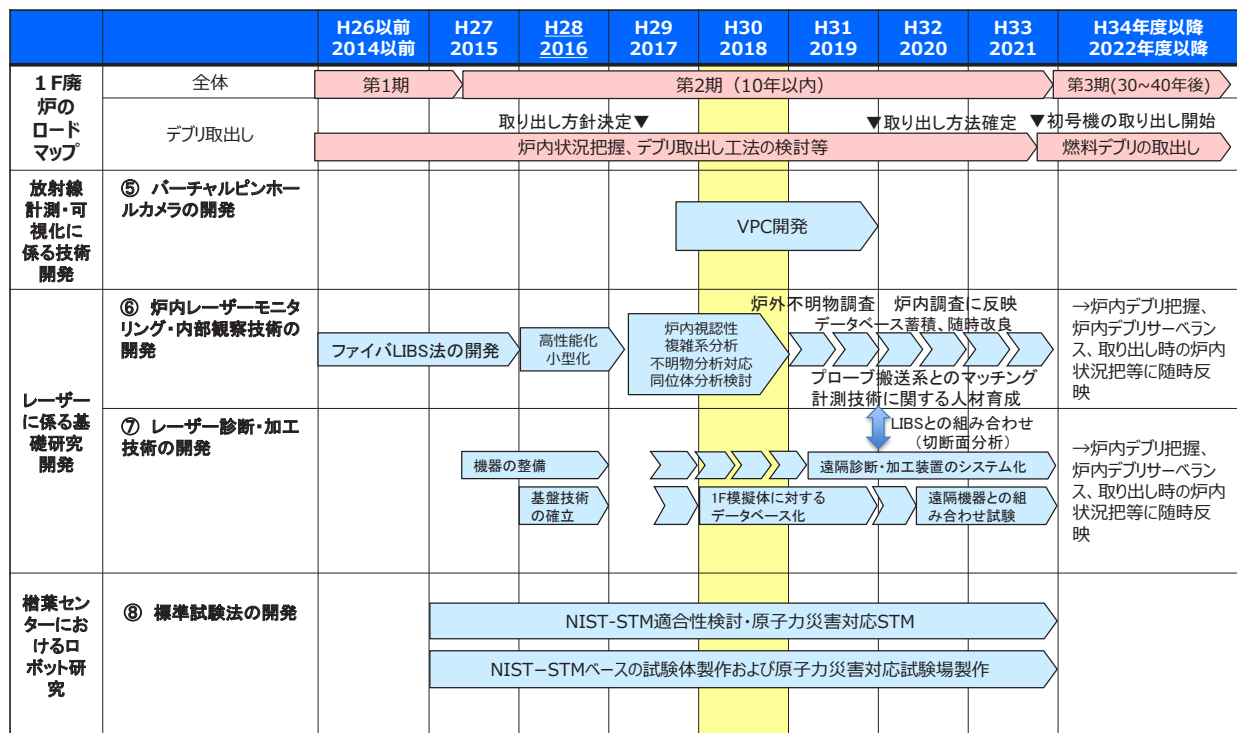 H26以前
2014以前
H27
2015
H28
2016
H29
2017
H30
2018
H31
2019
H32
2020
H33
2021
H34年度以降
2022年度以降
１F廃
炉の
ロード
マップ
全体
第1期
第2期（10年以内）
第3期(30~40年後)
デブリ取出し
取り出し方針決定▼
▼取り出し方法確定
▼初号機の取り出し開始
炉内状況把握、デブリ取出し工法の検討等
燃料デブリの取出し
放射線
計測・可
視化に
係る技術
開発
⑤ バーチャルピンホー
ルカメラの開発
VPC開発
レーザー
に係る基
礎研究
開発
⑥ 炉内レーザーモニタ
リング・内部観察技術の
開発
ファイバLIBS法の開発
高性能化
小型化
炉内視認性
複雑系分析
不明物分析対応
同位体分析検討
炉外不明物調査 炉内調査に反映
データベース蓄積、随時改良
プローブ搬送系とのマッチング
計測技術に関する人材育成
→炉内デブリ把握、
炉内デブリサーベラン
ス、取り出し時の炉内
状況把等に随時反
映
⑦ レーザー診断・加工
技術の開発
LIBSとの組み合わせ
（切断面分析）
機器の整備
遠隔診断・加工装置のシステム化
基盤技術
の確立
1F模擬体に対する
データベース化
遠隔機器との組
み合わせ試験
→炉内デブリ把握、
炉内デブリサーベラン
ス、取り出し時の炉内
状況把等に随時反
映
楢葉セン
ターにお
けるロ
ボット研
究
⑧ 標準試験法の開発
NIST-STM適合性検討・原子力災害対応STM
NIST−STMベースの試験体製作および原子力災害対応試験場製作